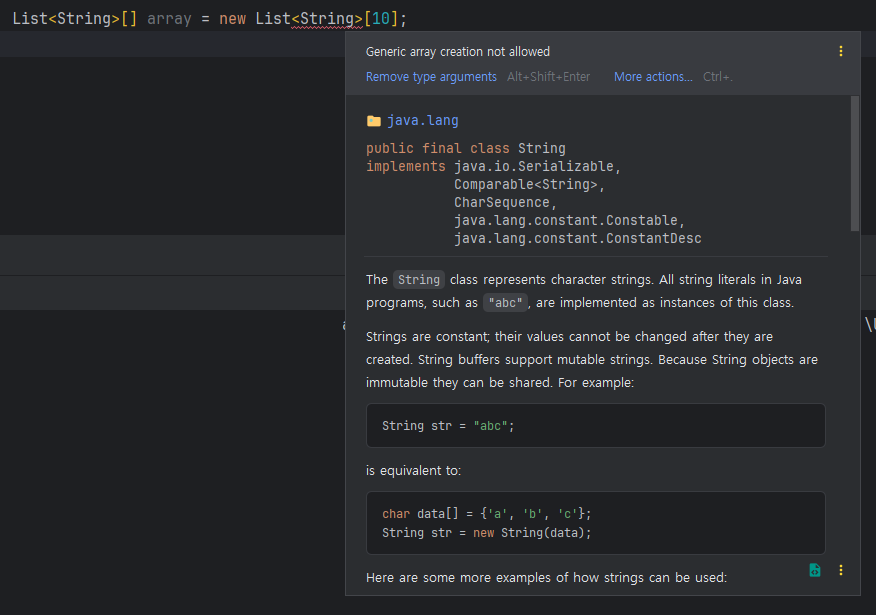 List<String>[] array = new List<String>[10];
Generic array creation not allowed
Remove type arguments Alt+Shift+Enter More actions... Ctrl+.
java.lang
public final class String
implements java.io.Serializable,
Comparable<String>,
CharSequence,
java.lang.constant.Constable,
java.lang.constant.ConstantDesc
The String class represents character strings. All string literals in Java
programs, such as "abc", are implemented as instances of this class.
Strings are constant; their values cannot be changed after they are
created. String buffers support mutable strings. Because String objects are
immutable they can be shared. For example:
String str = "abc";
is equivalent to:
char data[] = {'a', 'b', 'c'};
String str = new String(data);
Here are some more examples of how strings can be used: